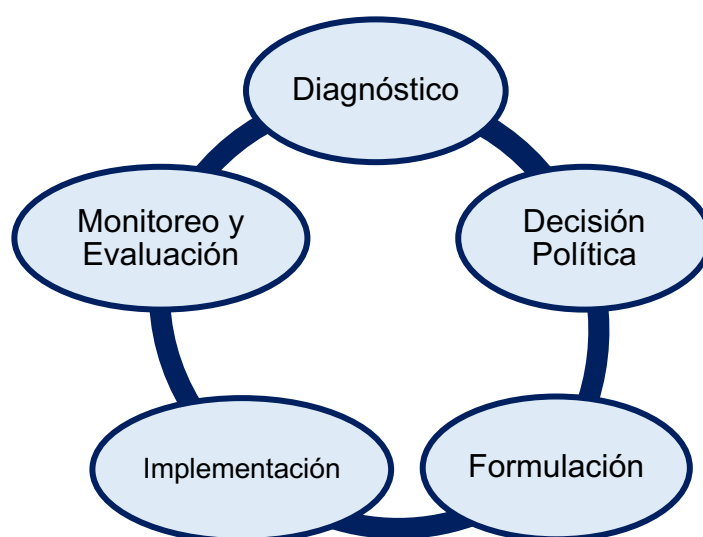 Diagnóstico
Decisión
Política
Formulación
Implementación
Monitoreo y
Evaluación